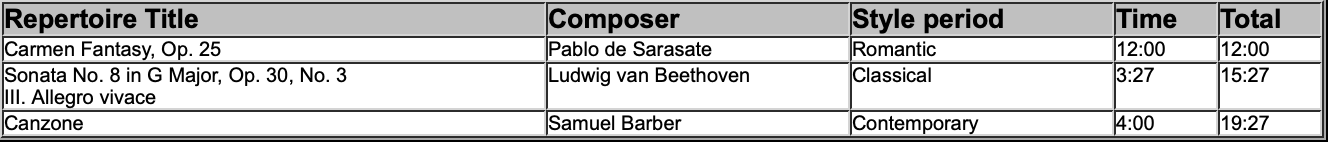 Repertoire Title Composer Style period Time Total
Carmen Fantasy, Op. 25 Pablo de Sarasate Romantic 12:00 12:00
Sonata No. 8 in G Major, Op. 30, No. 3 Ludwig van Beethoven Classical 3:27 15:27
III. Allegro vivace
Canzone Samuel Barber Contemporary 4:00 19:27